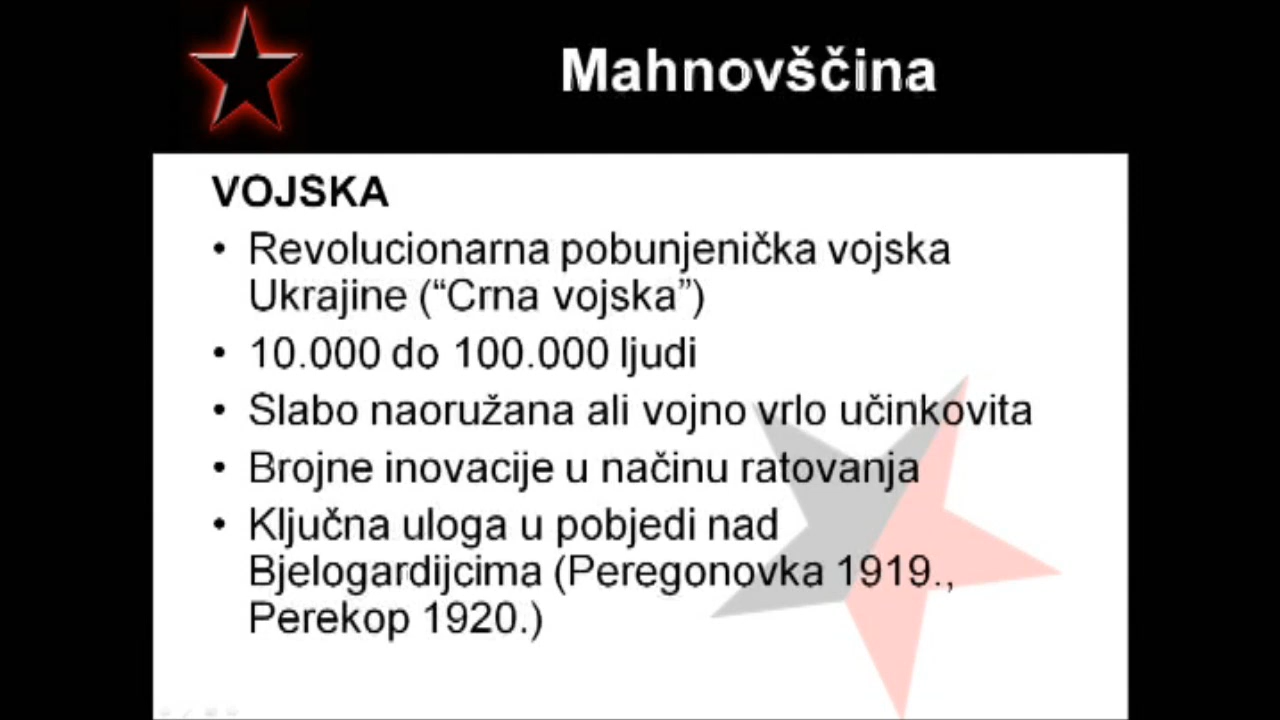 Mahnovščina
VOJSKA
• Revolucionarna pobunjenička vojska
Ukrajine (“Crna vojska”)
• 10.000 do 100.000 ljudi
• Slabo naoružana ali vojno vrlo učinkovita
• Brojne inovacije u načinu ratovanja
• Ključna uloga u pobjedi nad
Bjelogardijcima (Peregonovka 1919.,
Perekop 1920.)